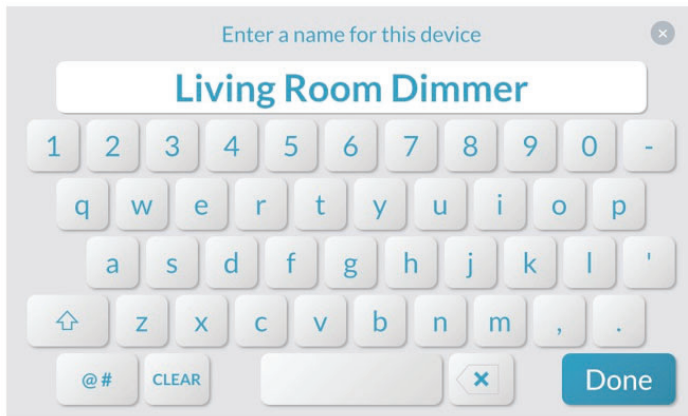 Enter a name for this device
Living Room Dimmer
1 2 3 4 5 6 7 8 9 0 -
q w e r t y u i o p
a s d f g h j k l '
z x c v b n m , .
@# CLEAR Done